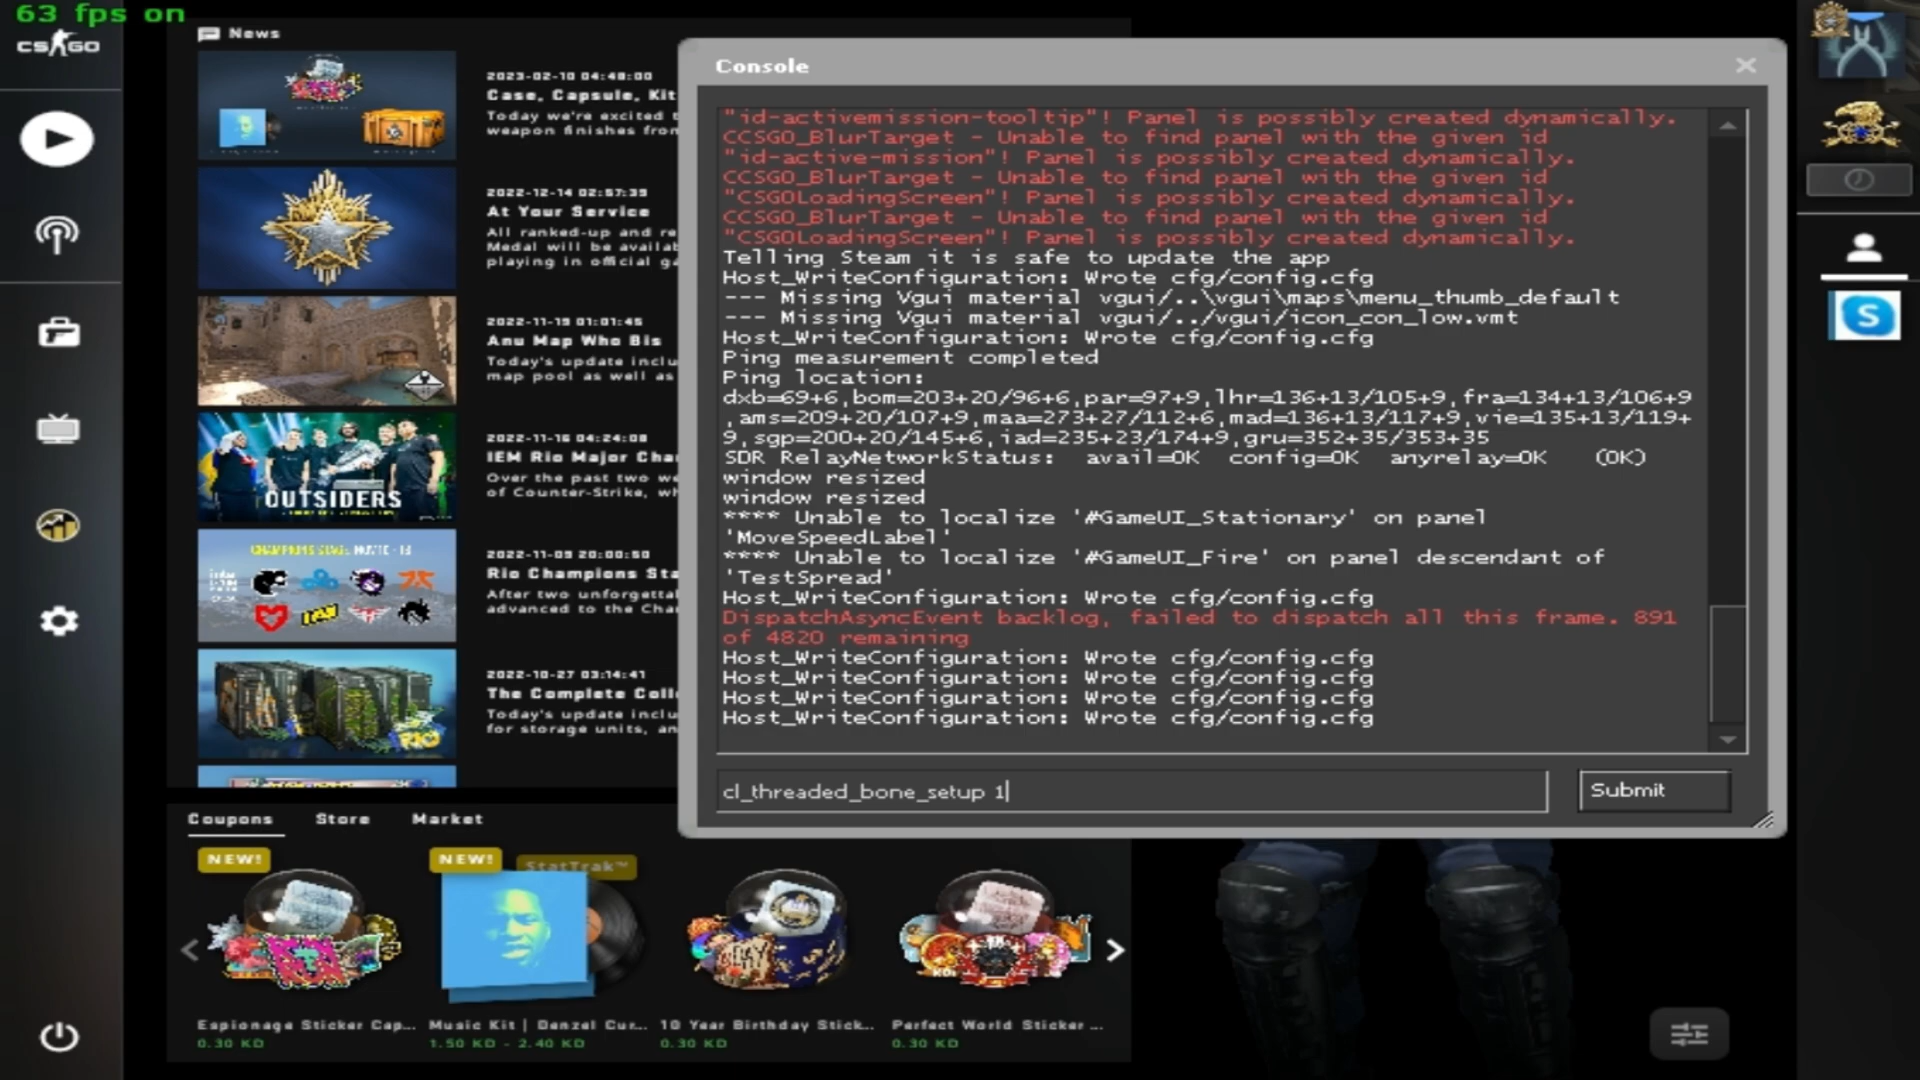 63 fps on
CS GO
News
2023-02-10 04:48:00
Case, Capsule, Kit
Today we're excited t
weapon finishes from
2022-12-14 02:57:39
At Your Service
All ranked-up and re
Medal will be availab
playing in official ga
2022-11-19 01:01:45
Anu Map Who Bis
Today's update inclu
map pool as well as
OUTSIDERS
2022-11-16 04:24:08
IEM Rio Major Cha
Over the past two we
of Counter-Strike, wh
CHAMPIONS STAGE
2022-11-09 20:00:50
Rio Champions Sta
After two unforgettal
advanced to the Cha
RIO
2022-10-27 03:14:41
The Complete Coll
Today's update inclu
for storage units, an
Console
"id-activemission-tooltip"! Panel is possibly created dynamically.
CCSGO_BlurTarget - Unable to find panel with the given id
"id-active-mission"! Panel is possibly created dynamically.
CCSGO_BlurTarget - Unable to find panel with the given id
"CSGOLoadingScreen"! Panel is possibly created dynamically.
CCSGO_BlurTarget - Unable to find panel with the given id
"CSGOLoadingScreen"! Panel is possibly created dynamically.
Telling Steam it is safe to update the app
Host_WriteConfiguration: Wrote cfg/config.cfg
--- Missing Vgui material vgui/..\vgui\maps\menu_thumb_default
--- Missing Vgui material vgui/../vgui/icon_con_low.vmt
Host_WriteConfiguration: Wrote cfg/config.cfg
Ping measurement completed
Ping location:
dxb=69+6,bom=203+20/96+6,par=97+9,lhr=136+13/105+9,fra=134+13/106+9
,ams=209+20/107+9,maa=273+27/112+6,mad=136+13/117+9,vie=135+13/119+
9,sgp=200+20/145+6,iad=235+23/174+9,gru=352+35/353+35
SDR RelayNetworkStatus: avail=OK config=OK anyrelay=OK (OK)
window resized
window resized
**** Unable to localize '#GameUI_Stationary' on panel
'MoveSpeedLabel'
**** Unable to localize '#GameUI_Fire' on panel descendant of
'TestSpread'
Host_WriteConfiguration: Wrote cfg/config.cfg
DispatchAsyncEvent backlog, failed to dispatch all this frame. 891
of 4820 remaining
Host_WriteConfiguration: Wrote cfg/config.cfg
Host_WriteConfiguration: Wrote cfg/config.cfg
Host_WriteConfiguration: Wrote cfg/config.cfg
Host_WriteConfiguration: Wrote cfg/config.cfg
cl_threaded_bone_setup 1
Submit
S
Coupons Store Market
NEW!
NEW!
StatTrak™
Espionage Sticker Cap...
0.30 KD
Music Kit | Denzel Cur...
1.50 KD - 2.40 KD
10 Year Birthday Stick...
0.30 KD
Perfect World Sticker ...
0.30 KD